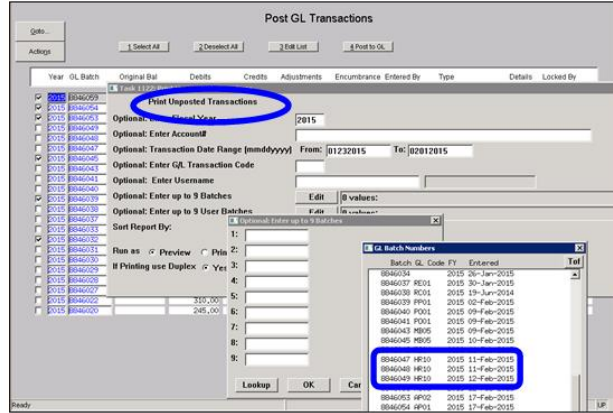 Post GL Transactions
Goto...
Actions
1 Select All
2 Deselect All
3 Edit List
4 Post to GL
Year GL Batch Original Bal Debits Credits Adjustments Encumbrance Entered By Type Details Locked By
2015 8846059
2015 8846054
2015 8846053
2015 8846049
2015 8846048
2015 8846047
2015 8846045
2015 8846043
2015 8846041
2015 8846040
2015 8846039
2015 8846038
2015 8846037
2015 8846033
2015 8846032
2015 8846031
2015 8846030
2015 8846029
2015 8846028
2015 8846027
2015 8846022 310.00
2015 8846020 245.00
Task 1122:
Print Unposted Transactions
Optional: Year 2015
Optional: Enter Account#
Optional: Transaction Date Range (mmddyyyy) From: 01232015 To: 02012015
Optional: Enter G/L Transaction Code
Optional: Enter Username
Optional: Enter up to 9 Batches Edit 0 values:
Optional: Enter up to 9 User Batches Edit 0 values:
Sort Report By:
Run as Preview Prin
If Printing use Duplex Yes
Optional: Enter up to 9 Batches
1:
2:
3:
4:
5:
6:
7:
8:
9:
Lookup OK Can
GL Batch Numbers
Batch GL Code FY Entered
8846034 2015 26-Jan-2015
8846037 RE01 2015 30-Jan-2015
8846038 RC01 2015 19-Jun-2014
8846039 PP01 2015 02-Feb-2015
8846040 PO01 2015 09-Feb-2015
8846041 PO01 2015 09-Feb-2015
8846043 MB05 2015 09-Feb-2015
8846045 MB05 2015 10-Feb-2015
8846047 HR10 2015 11-Feb-2015
8846048 HR10 2015 11-Feb-2015
8846049 HR10 2015 12-Feb-2015
8846053 AP02 2015 17-Feb-2015
8846054 AP01 2015 17-Feb-2015
Ready
UP